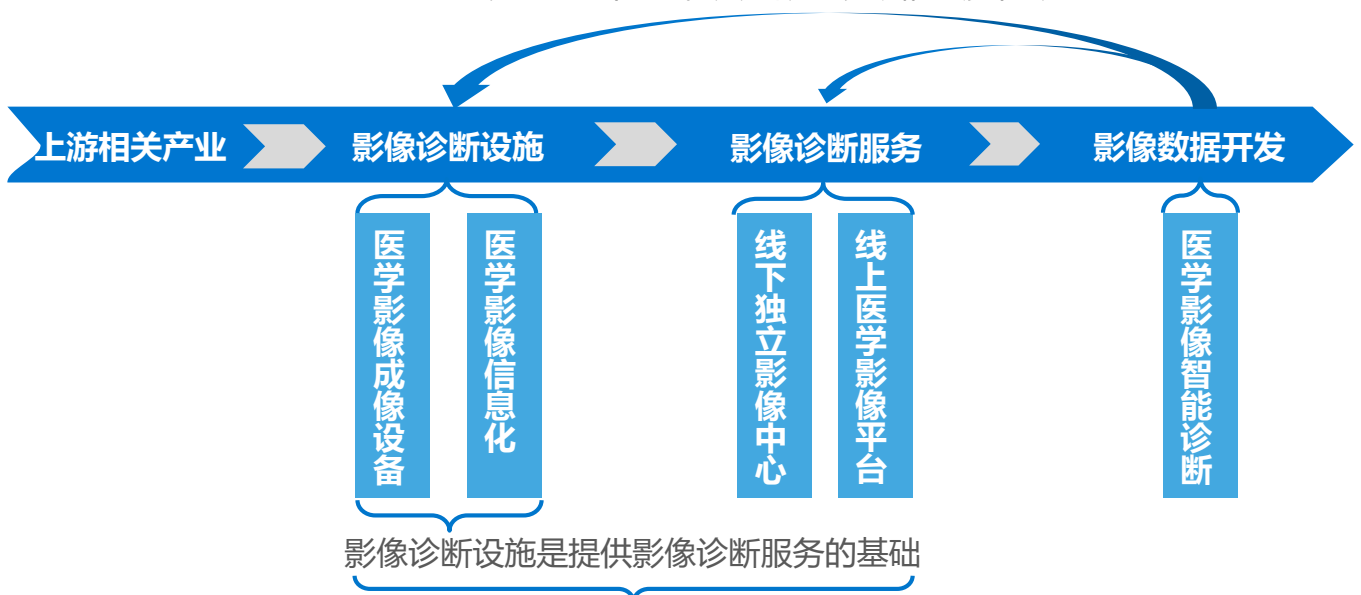 上游相关产业
影像诊断设施
影像诊断服务
影像数据开发
医学影像成像设备
医学影像信息化
线下独立影像中心
线上医学影像平台
医学影像智能诊断
影像诊断设施是提供影像诊断服务的基础